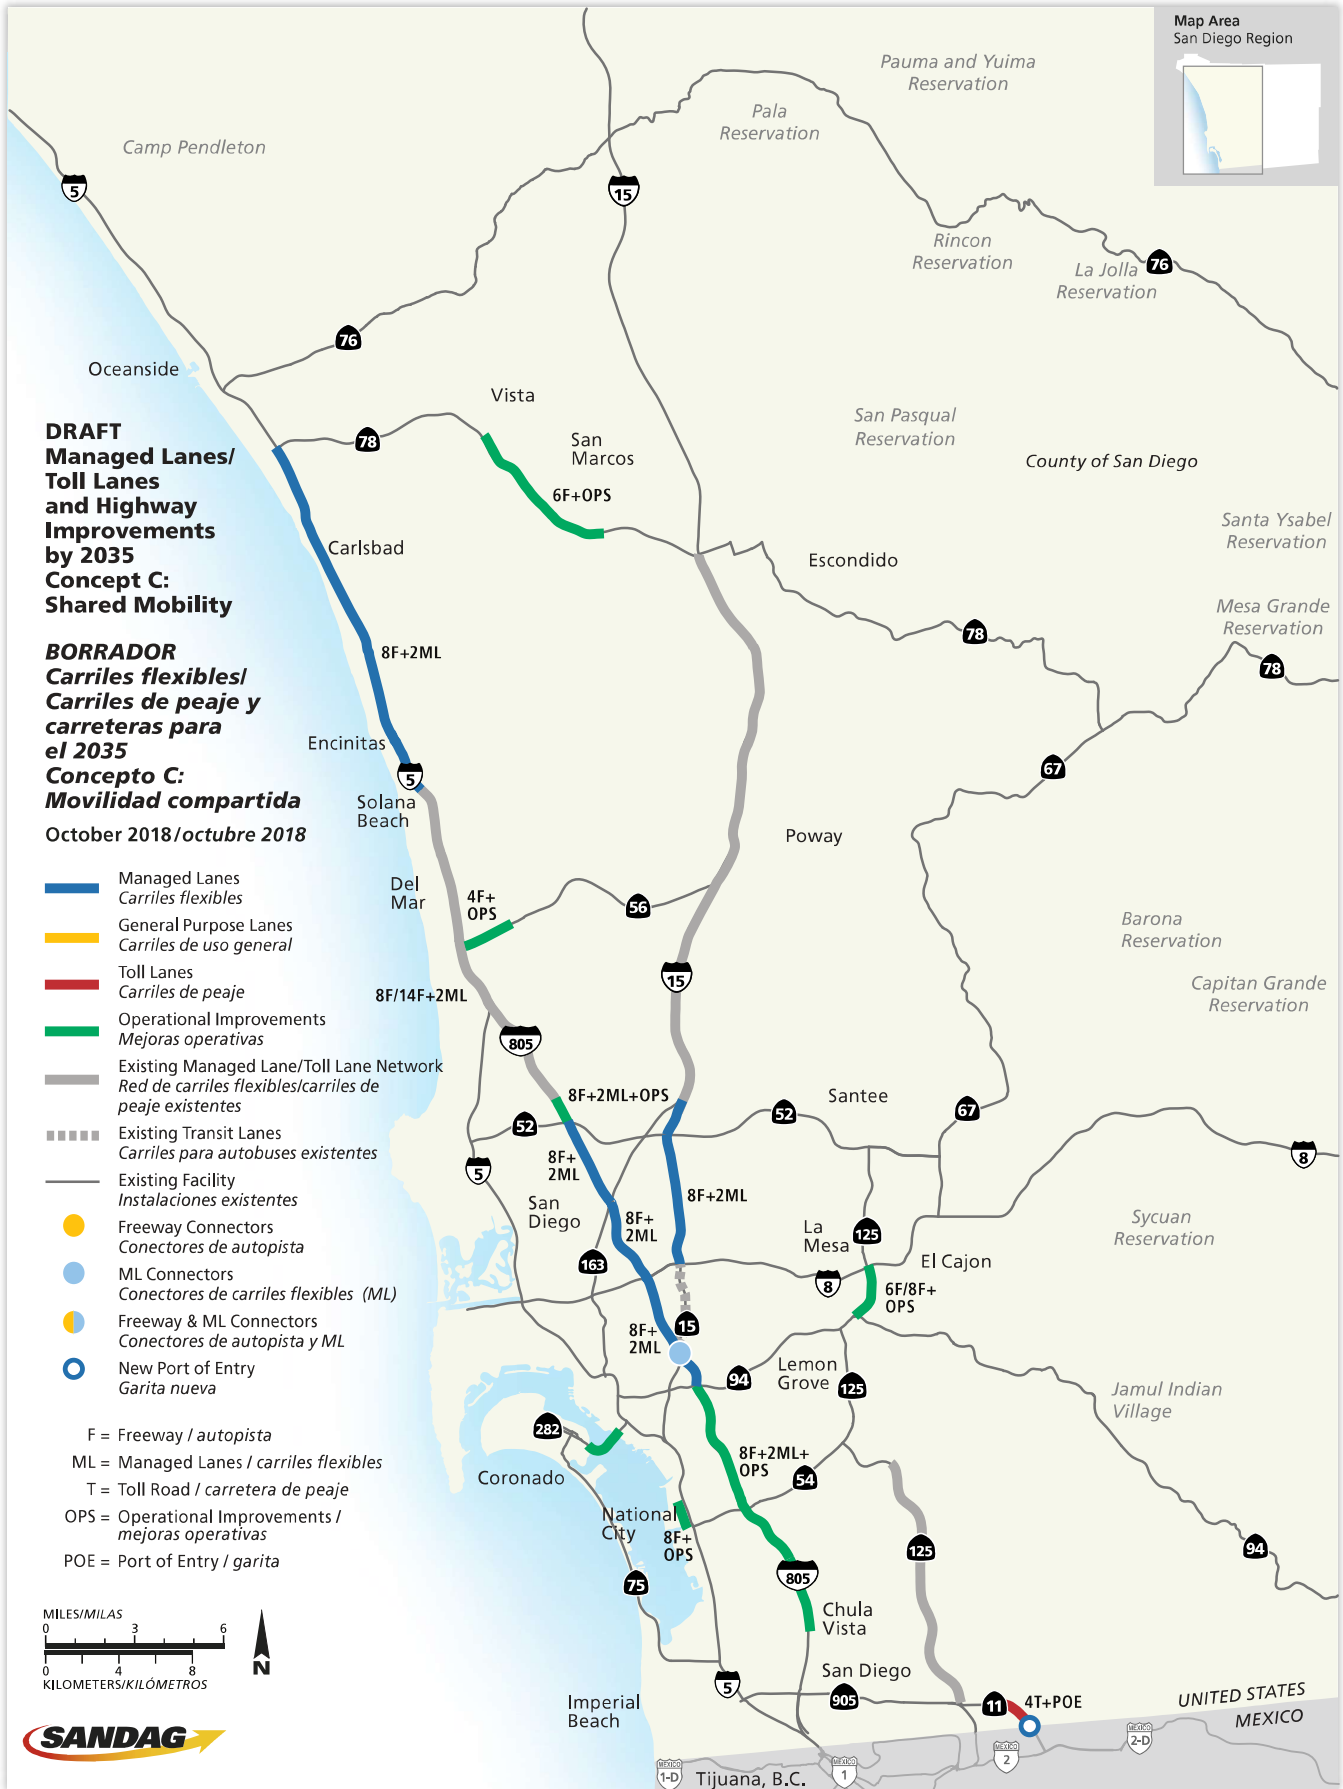 Map Area
San Diego Region
Pauma and Yuima
Reservation
Pala
Reservation
Camp Pendleton
5
15
Rincon
Reservation
La Jolla
Reservation
76
76
Oceanside
Vista
San Pasqual
Reservation
78
San
Marcos
County of San Diego
6F+OPS
Santa Ysabel
Reservation
Carlsbad
Escondido
Mesa Grande
Reservation
78
78
DRAFT
Managed Lanes/
Toll Lanes
and Highway
Improvements
by 2035
Concept C:
Shared Mobility
BORRADOR
Carriles flexibles/
Carriles de peaje y
carreteras para
el 2035
Concepto C:
Movilidad compartida
October 2018/octubre 2018
8F+2ML
Encinitas
5
Solana
Beach
67
Poway
Del
Mar
4F+
OPS
56
Barona
Reservation
15
8F/14F+2ML
Capitan Grande
Reservation
805
8F+2ML+OPS
Santee
52
52
67
8
5
8F+
2ML
San
Diego
8F+
2ML
8F+2ML
La
Mesa
125
Sycuan
Reservation
163
8
El Cajon
6F/8F+
OPS
8F+
2ML
15
94
Lemon
Grove
125
Jamul Indian
Village
282
Coronado
8F+2ML+
OPS
54
National
City
8F+
OPS
125
94
75
805
Chula
Vista
San Diego
5
905
11
4T+POE
Imperial
Beach
UNITED STATES
MEXICO
MEXICO
1-D
Tijuana, B.C.
MEXICO
1
MEXICO
2
MEXICO
2-D
Managed Lanes
Carriles flexibles
General Purpose Lanes
Carriles de uso general
Toll Lanes
Carriles de peaje
Operational Improvements
Mejoras operativas
Existing Managed Lane/Toll Lane Network
Red de carriles flexibles/carriles de
peaje existentes
Existing Transit Lanes
Carriles para autobuses existentes
Existing Facility
Instalaciones existentes
Freeway Connectors
Conectores de autopista
ML Connectors
Conectores de carriles flexibles (ML)
Freeway & ML Connectors
Conectores de autopista y ML
New Port of Entry
Garita nueva
F = Freeway / autopista
ML = Managed Lanes / carriles flexibles
T = Toll Road / carretera de peaje
OPS = Operational Improvements /
mejoras operativas
POE = Port of Entry / garita
MILES/MILAS
0 3 6
0 4 8
KILOMETERS/KILÓMETROS
N
SANDAG